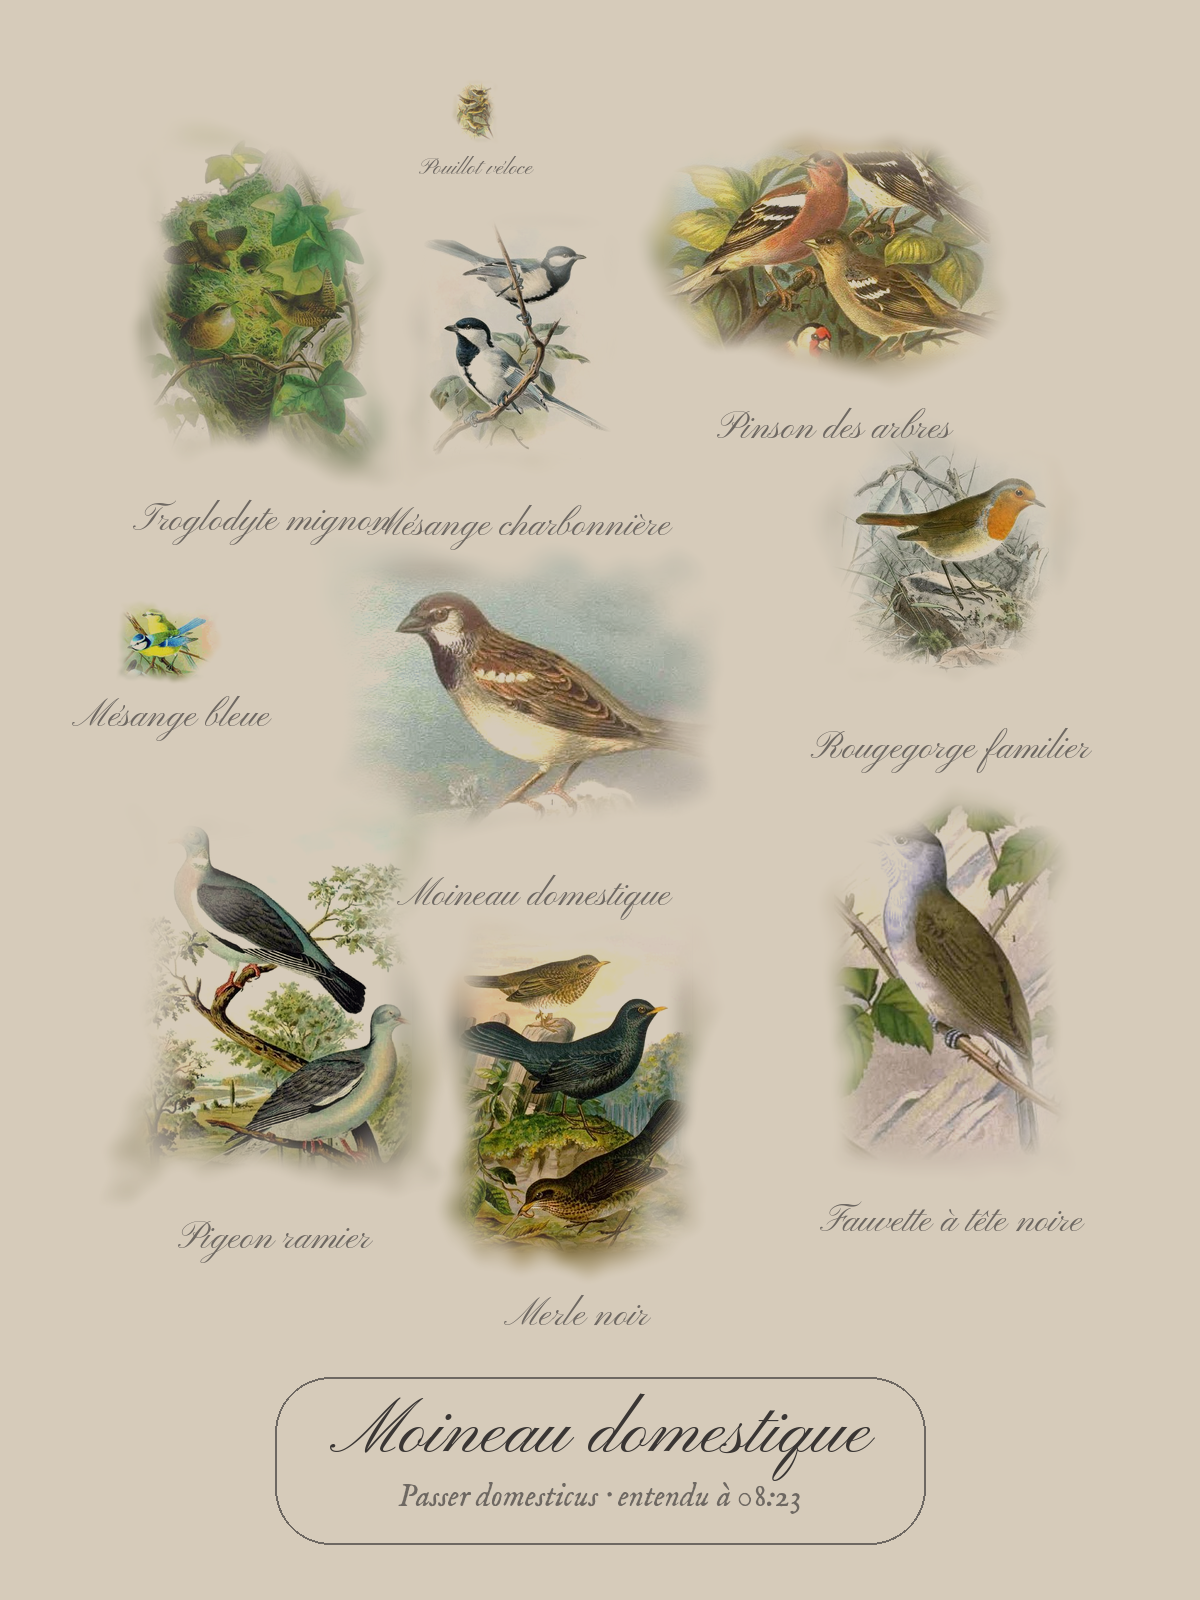 Pouillot véloce
Pinson des arbres
Troglodyte mignon
Mésange charbonnière
Mésange bleue
Rougegorge familier
Moineau domestique
Pigeon ramier
Fauvette à tête noire
Merle noir
Moineau domestique
Passer domesticus · entendu à 08:23